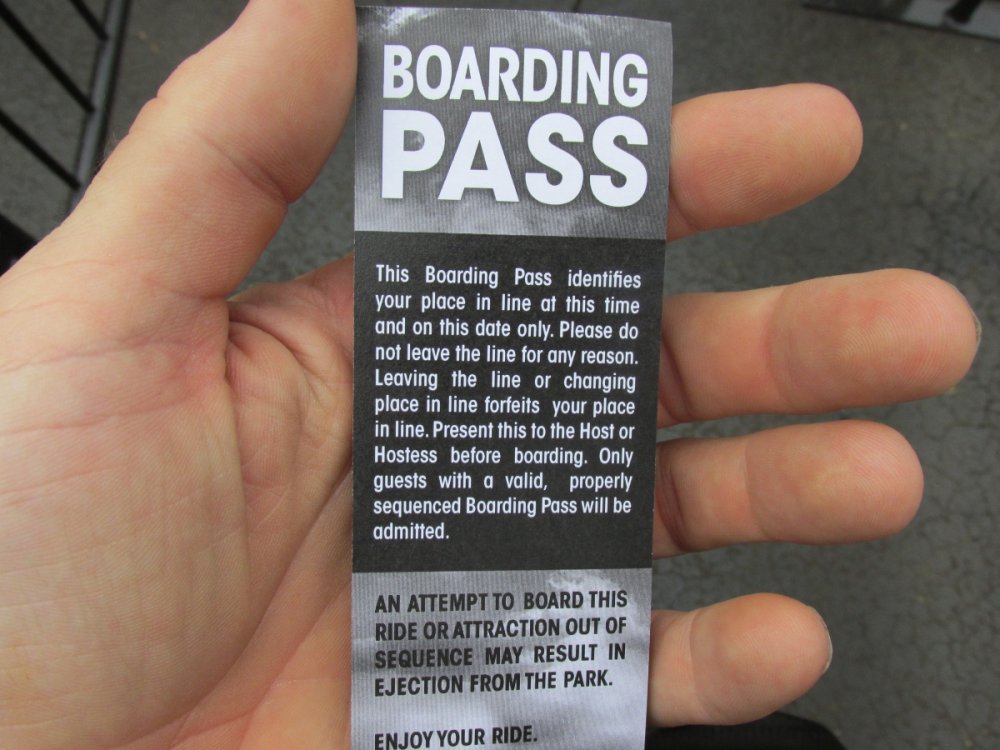 BOARDING
PASS
This Boarding Pass identifies
your place in line at this time
and on this date only. Please do
not leave the line for any reason.
Leaving the line or changing
place in line forfeits your place
in line. Present this to the Host or
Hostess before boarding. Only
guests with a valid, properly
sequenced Boarding Pass will be
admitted.
AN ATTEMPT TO BOARD THIS
RIDE OR ATTRACTION OUT OF
SEQUENCE MAY RESULT IN
EJECTION FROM THE PARK.
ENJOY YOUR RIDE.